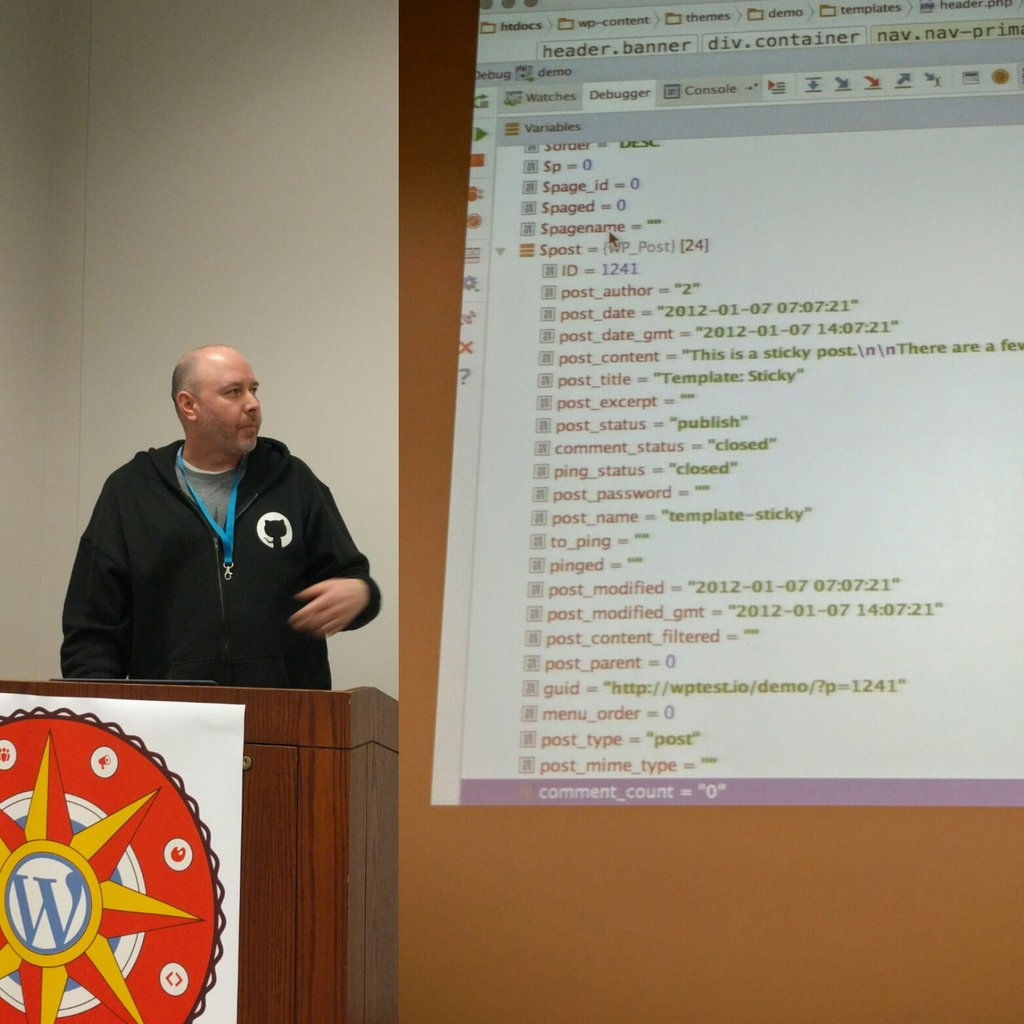 htdocs wp-content themes demo templates header.php
header.banner div.container nav.nav-prima
Debug demo
Watches Debugger Console
Variables
$order = "DESC"
$p = 0
$page_id = 0
$paged = 0
$pagename = ""
$post = {WP_Post} [24]
ID = 1241
post_author = "2"
post_date = "2012-01-07 07:07:21"
post_date_gmt = "2012-01-07 14:07:21"
post_content = "This is a sticky post.\n\nThere are a few
post_title = "Template: Sticky"
post_excerpt = ""
post_status = "publish"
comment_status = "closed"
ping_status = "closed"
post_password = ""
post_name = "template-sticky"
to_ping = ""
pinged = ""
post_modified = "2012-01-07 07:07:21"
post_modified_gmt = "2012-01-07 14:07:21"
post_content_filtered = ""
post_parent = 0
guid = "http://wptest.io/demo/?p=1241"
menu_order = 0
post_type = "post"
post_mime_type = ""
comment_count = "0"
W